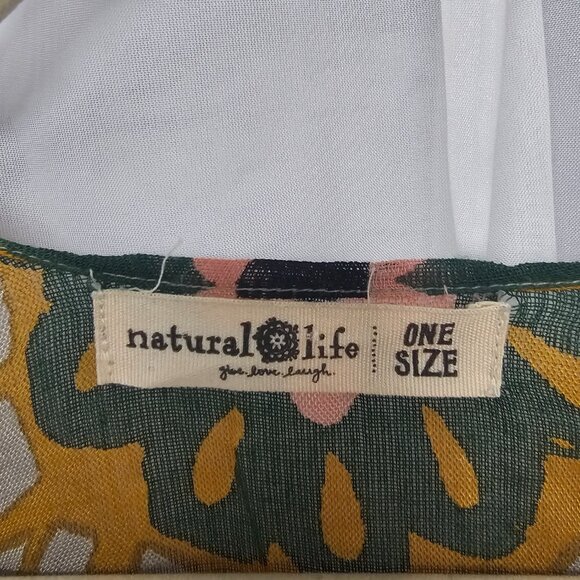 natural life
give. love. laugh.
ONE
SIZE